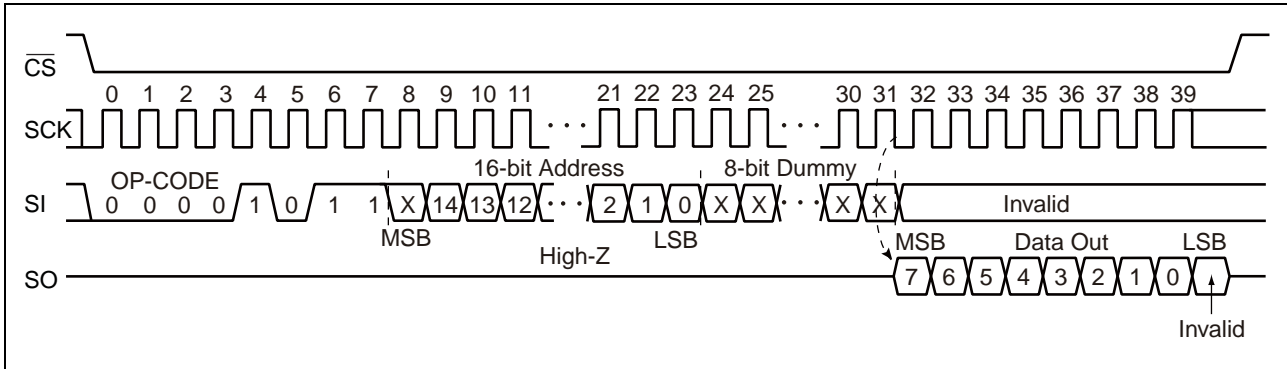 CS
0 1 2 3 4 5 6 7 8 9 10 11 21 22 23 24 25 30 31 32 33 34 35 36 37 38 39
SCK ··· ···
16-bit Address 8-bit Dummy
OP-CODE
SI 0 0 0 0 1 0 1 1 X 14 13 12 ··· 2 1 0 X X ··· X X Invalid
MSB LSB MSB Data Out LSB
High-Z
SO 7 6 5 4 3 2 1 0
Invalid